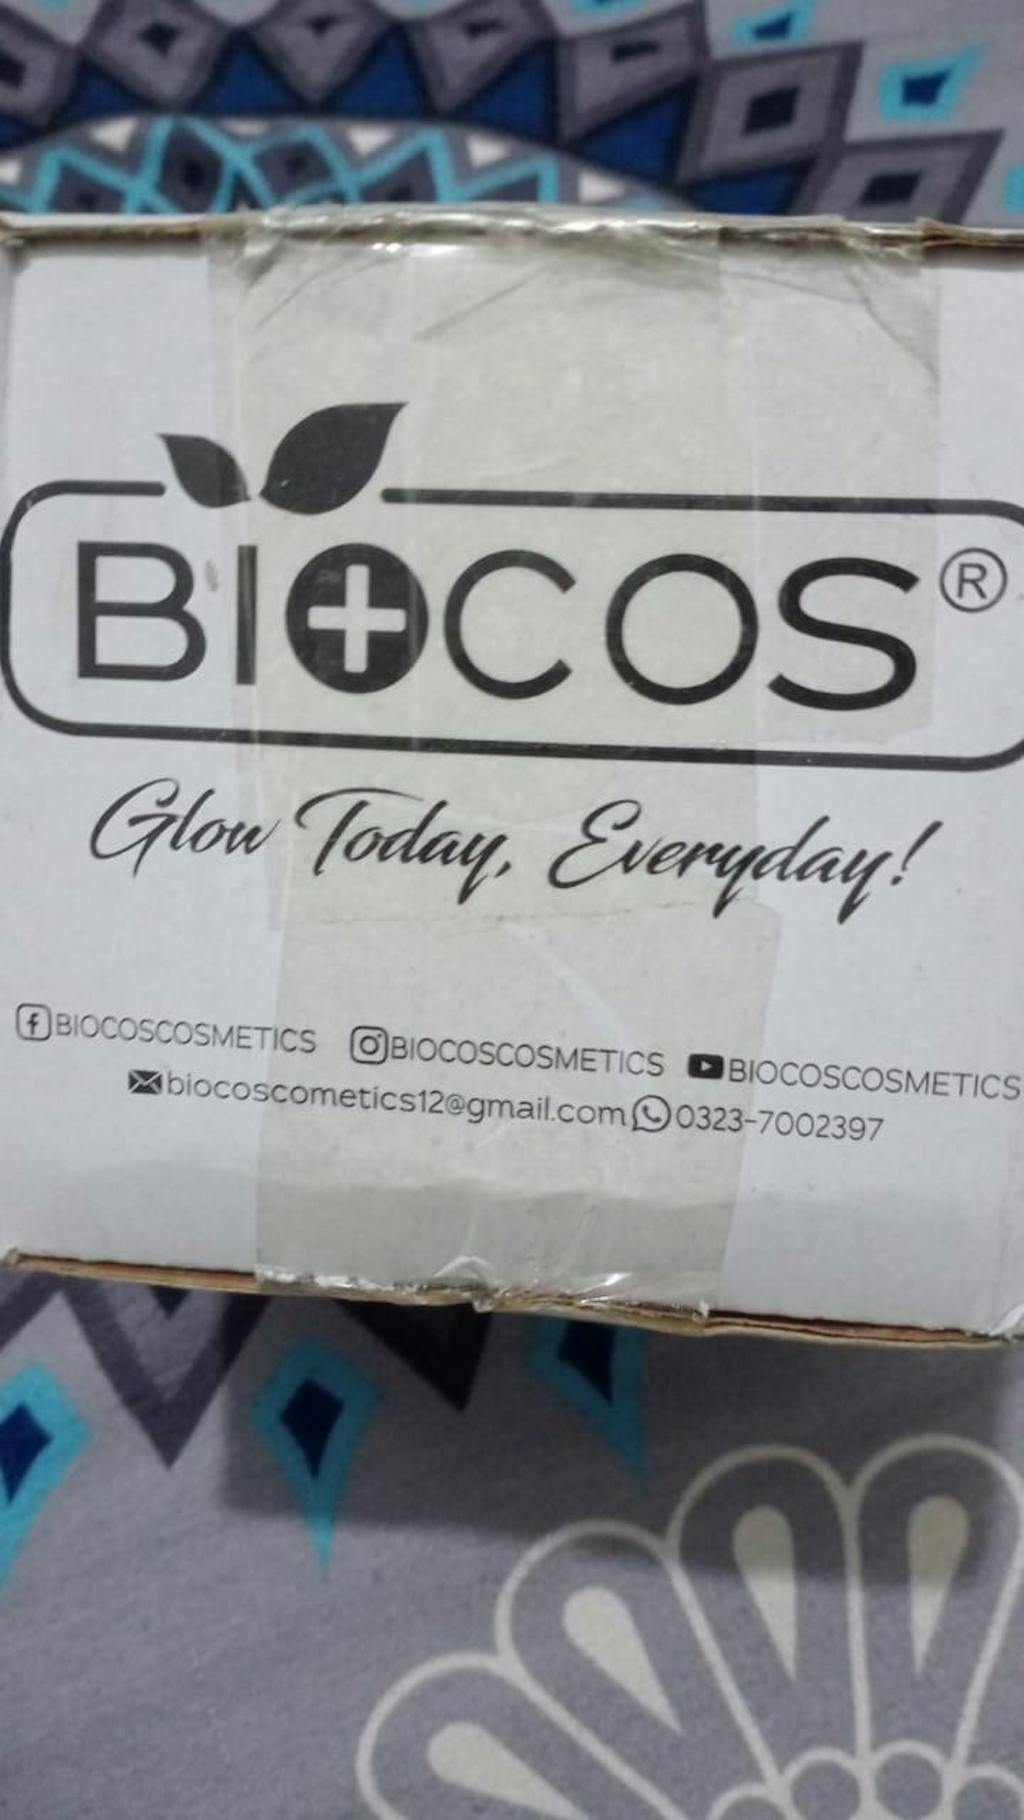 BIOCOS®
Glow Today, Everyday!
BIOCOSCOSMETICS BIOCOSCOSMETICS BIOCOSCOSMETICS
biocoscometics12@gmail.com 0323-7002397